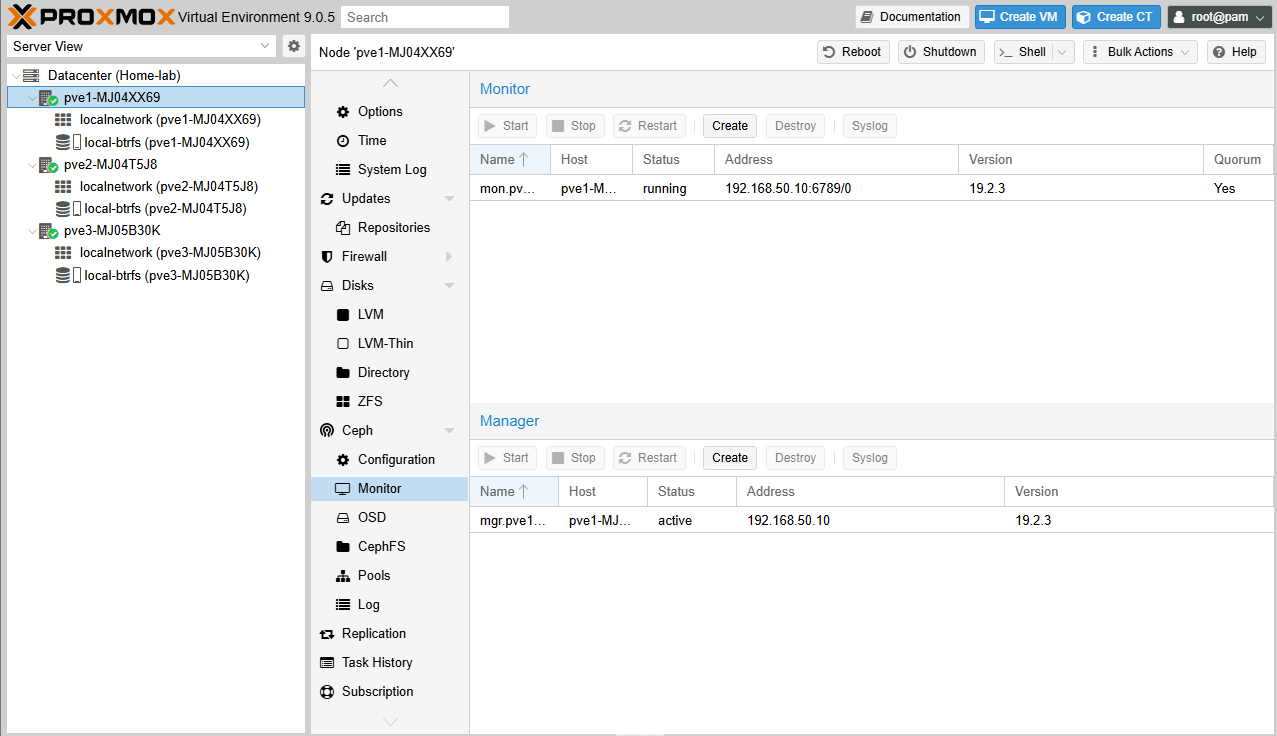 PROXMOX Virtual Environment 9.0.5 Search Documentation Create VM Create CT root@pam
Server View
Node 'pve1-MJ04XX69' Reboot Shutdown Shell Bulk Actions Help
Datacenter (Home-lab)
pve1-MJ04XX69
localnetwork (pve1-MJ04XX69)
local-btrfs (pve1-MJ04XX69)
pve2-MJ04T5J8
localnetwork (pve2-MJ04T5J8)
local-btrfs (pve2-MJ04T5J8)
pve3-MJ05B30K
localnetwork (pve3-MJ05B30K)
local-btrfs (pve3-MJ05B30K)
Options
Time
System Log
Updates
Repositories
Firewall
Disks
LVM
LVM-Thin
Directory
ZFS
Ceph
Configuration
Monitor
OSD
CephFS
Pools
Log
Replication
Task History
Subscription
Monitor
Start Stop Restart Create Destroy Syslog
Name Host Status Address Version Quorum
mon.pv... pve1-M... running 192.168.50.10:6789/0 19.2.3 Yes
Manager
Start Stop Restart Create Destroy Syslog
Name Host Status Address Version
mgr.pve1... pve1-MJ... active 192.168.50.10 19.2.3